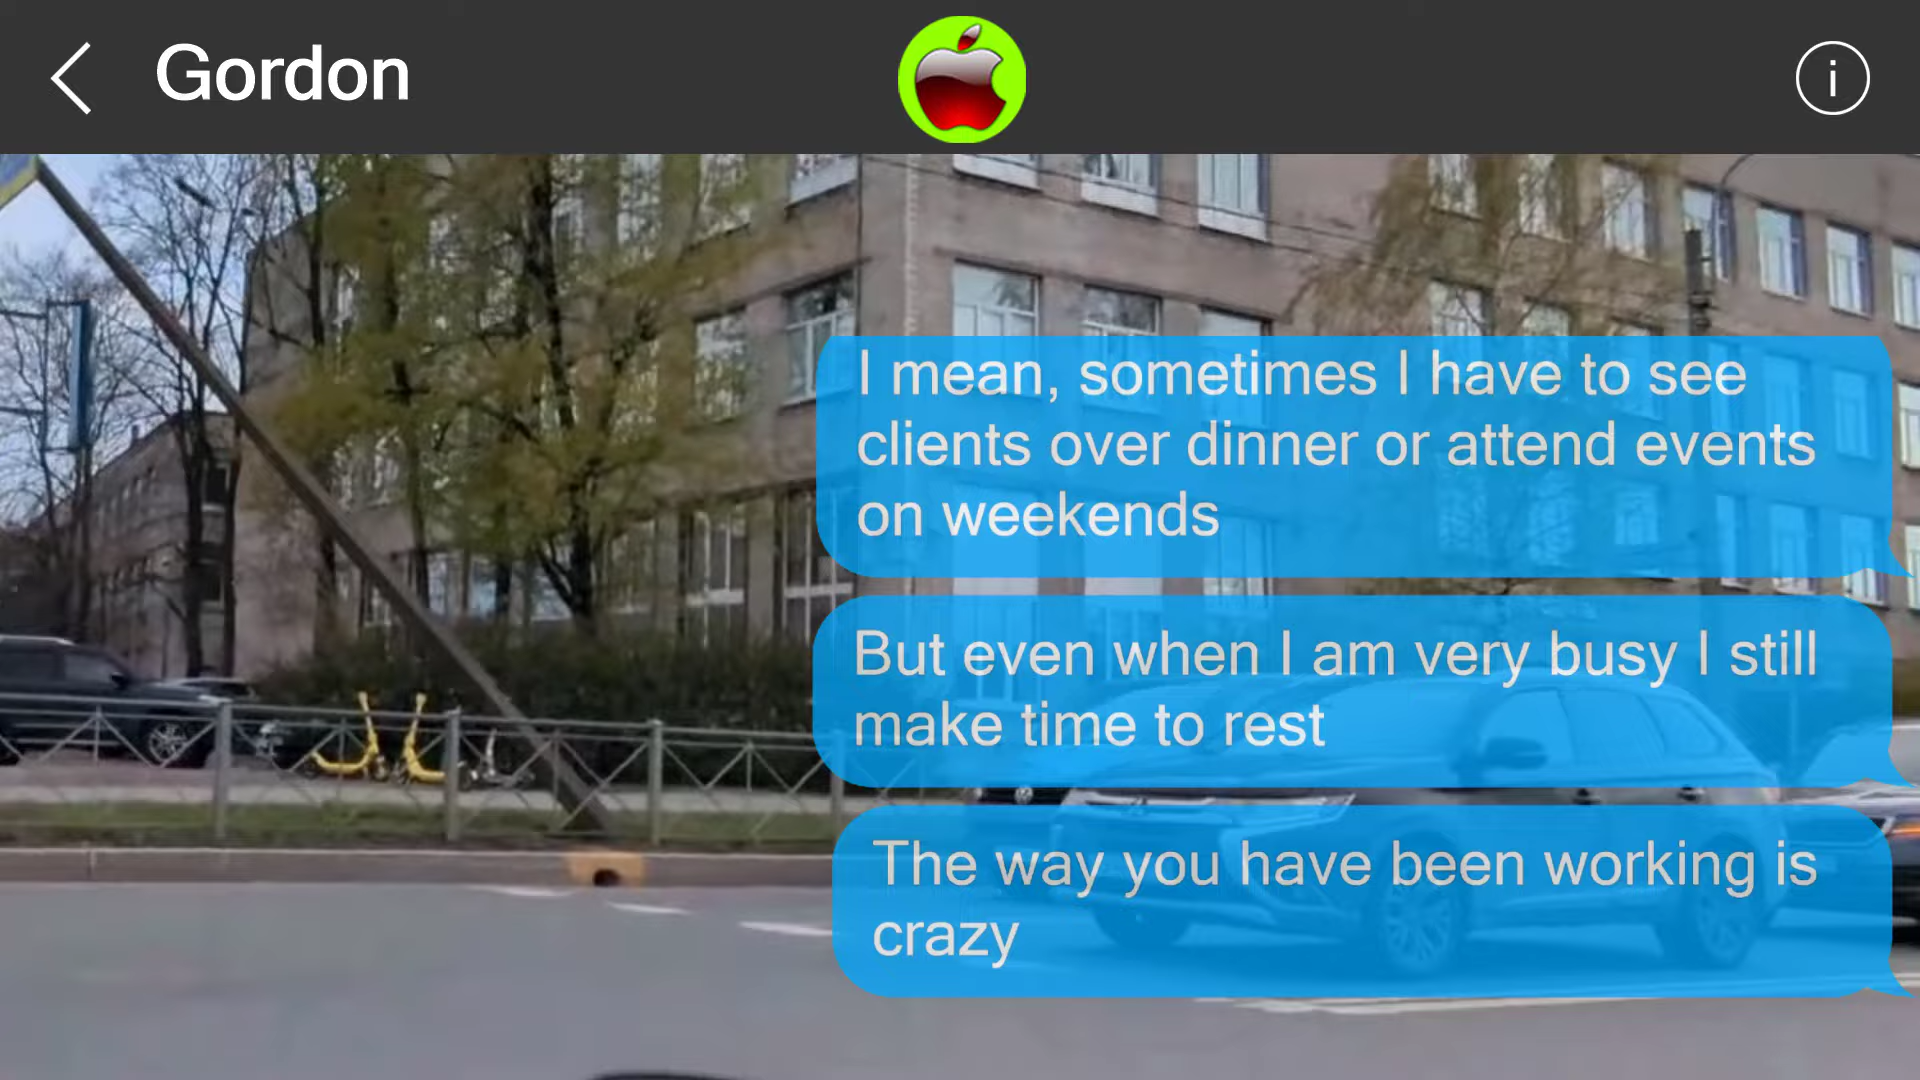 Gordon
i
I mean, sometimes I have to see
clients over dinner or attend events
on weekends
But even when I am very busy I still
make time to rest
The way you have been working is
crazy